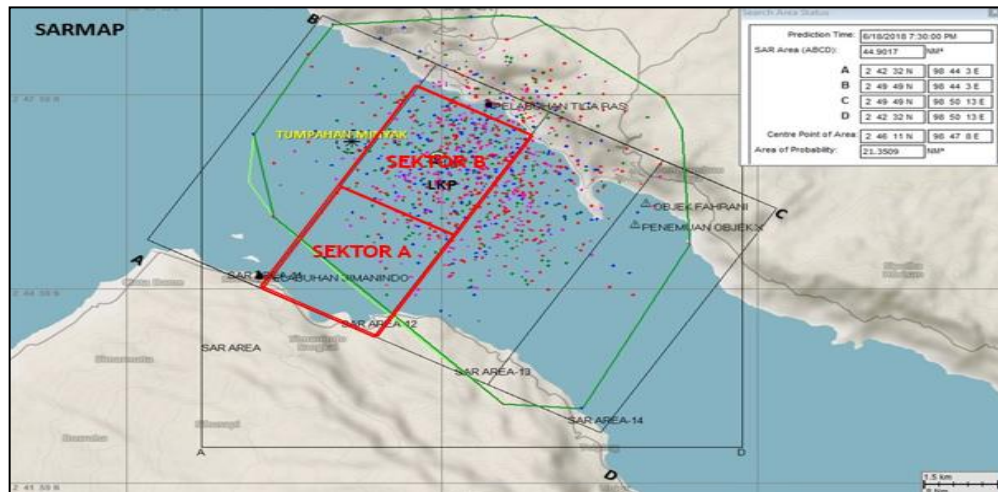 SARMAP
B
Search Area Status
Prediction Time: 6/18/2018 7:30:00 PM
SAR Area (ABCD): 44.9017 NM²
A 2 42 32 N 98 44 3 E
B 2 49 49 N 98 44 3 E
C 2 49 49 N 98 50 13 E
D 2 42 32 N 98 50 13 E
Centre Point of Area: 2 46 11 N 98 47 8 E
Area of Probability: 21.3509 NM²
PELABUHAN TIGA RAS
TUMPAHAN MINYAK
SEKTOR B
LKP
OBJEK FAHRANI
C
PENEMUAN OBJEK X
SEKTOR A
A
PELABUHAN SIMANINDO
SAR AREA-12
SAR AREA
SAR AREA-13
SAR AREA-14
A
D
D
1.5 km